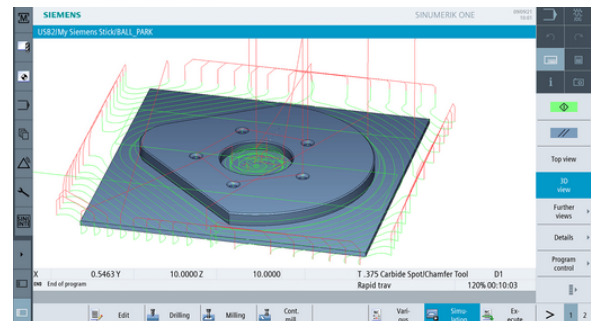 SIEMENS
SINUMERIK ONE
USB2/My Siemens Stick/BALL_PARK
Top view
3D
view
Further
views
Details
Program
control
X 0.5463 Y 10.0000 Z 10.0000
T .375 Carbide Spot/Chamfer Tool D1
End of program
Rapid trav 120% 00:10:03
Edit
Drilling
Milling
Cont.
mill.
Vari-
ous
Simu-
lation
Ex-
ecute
> 1 2